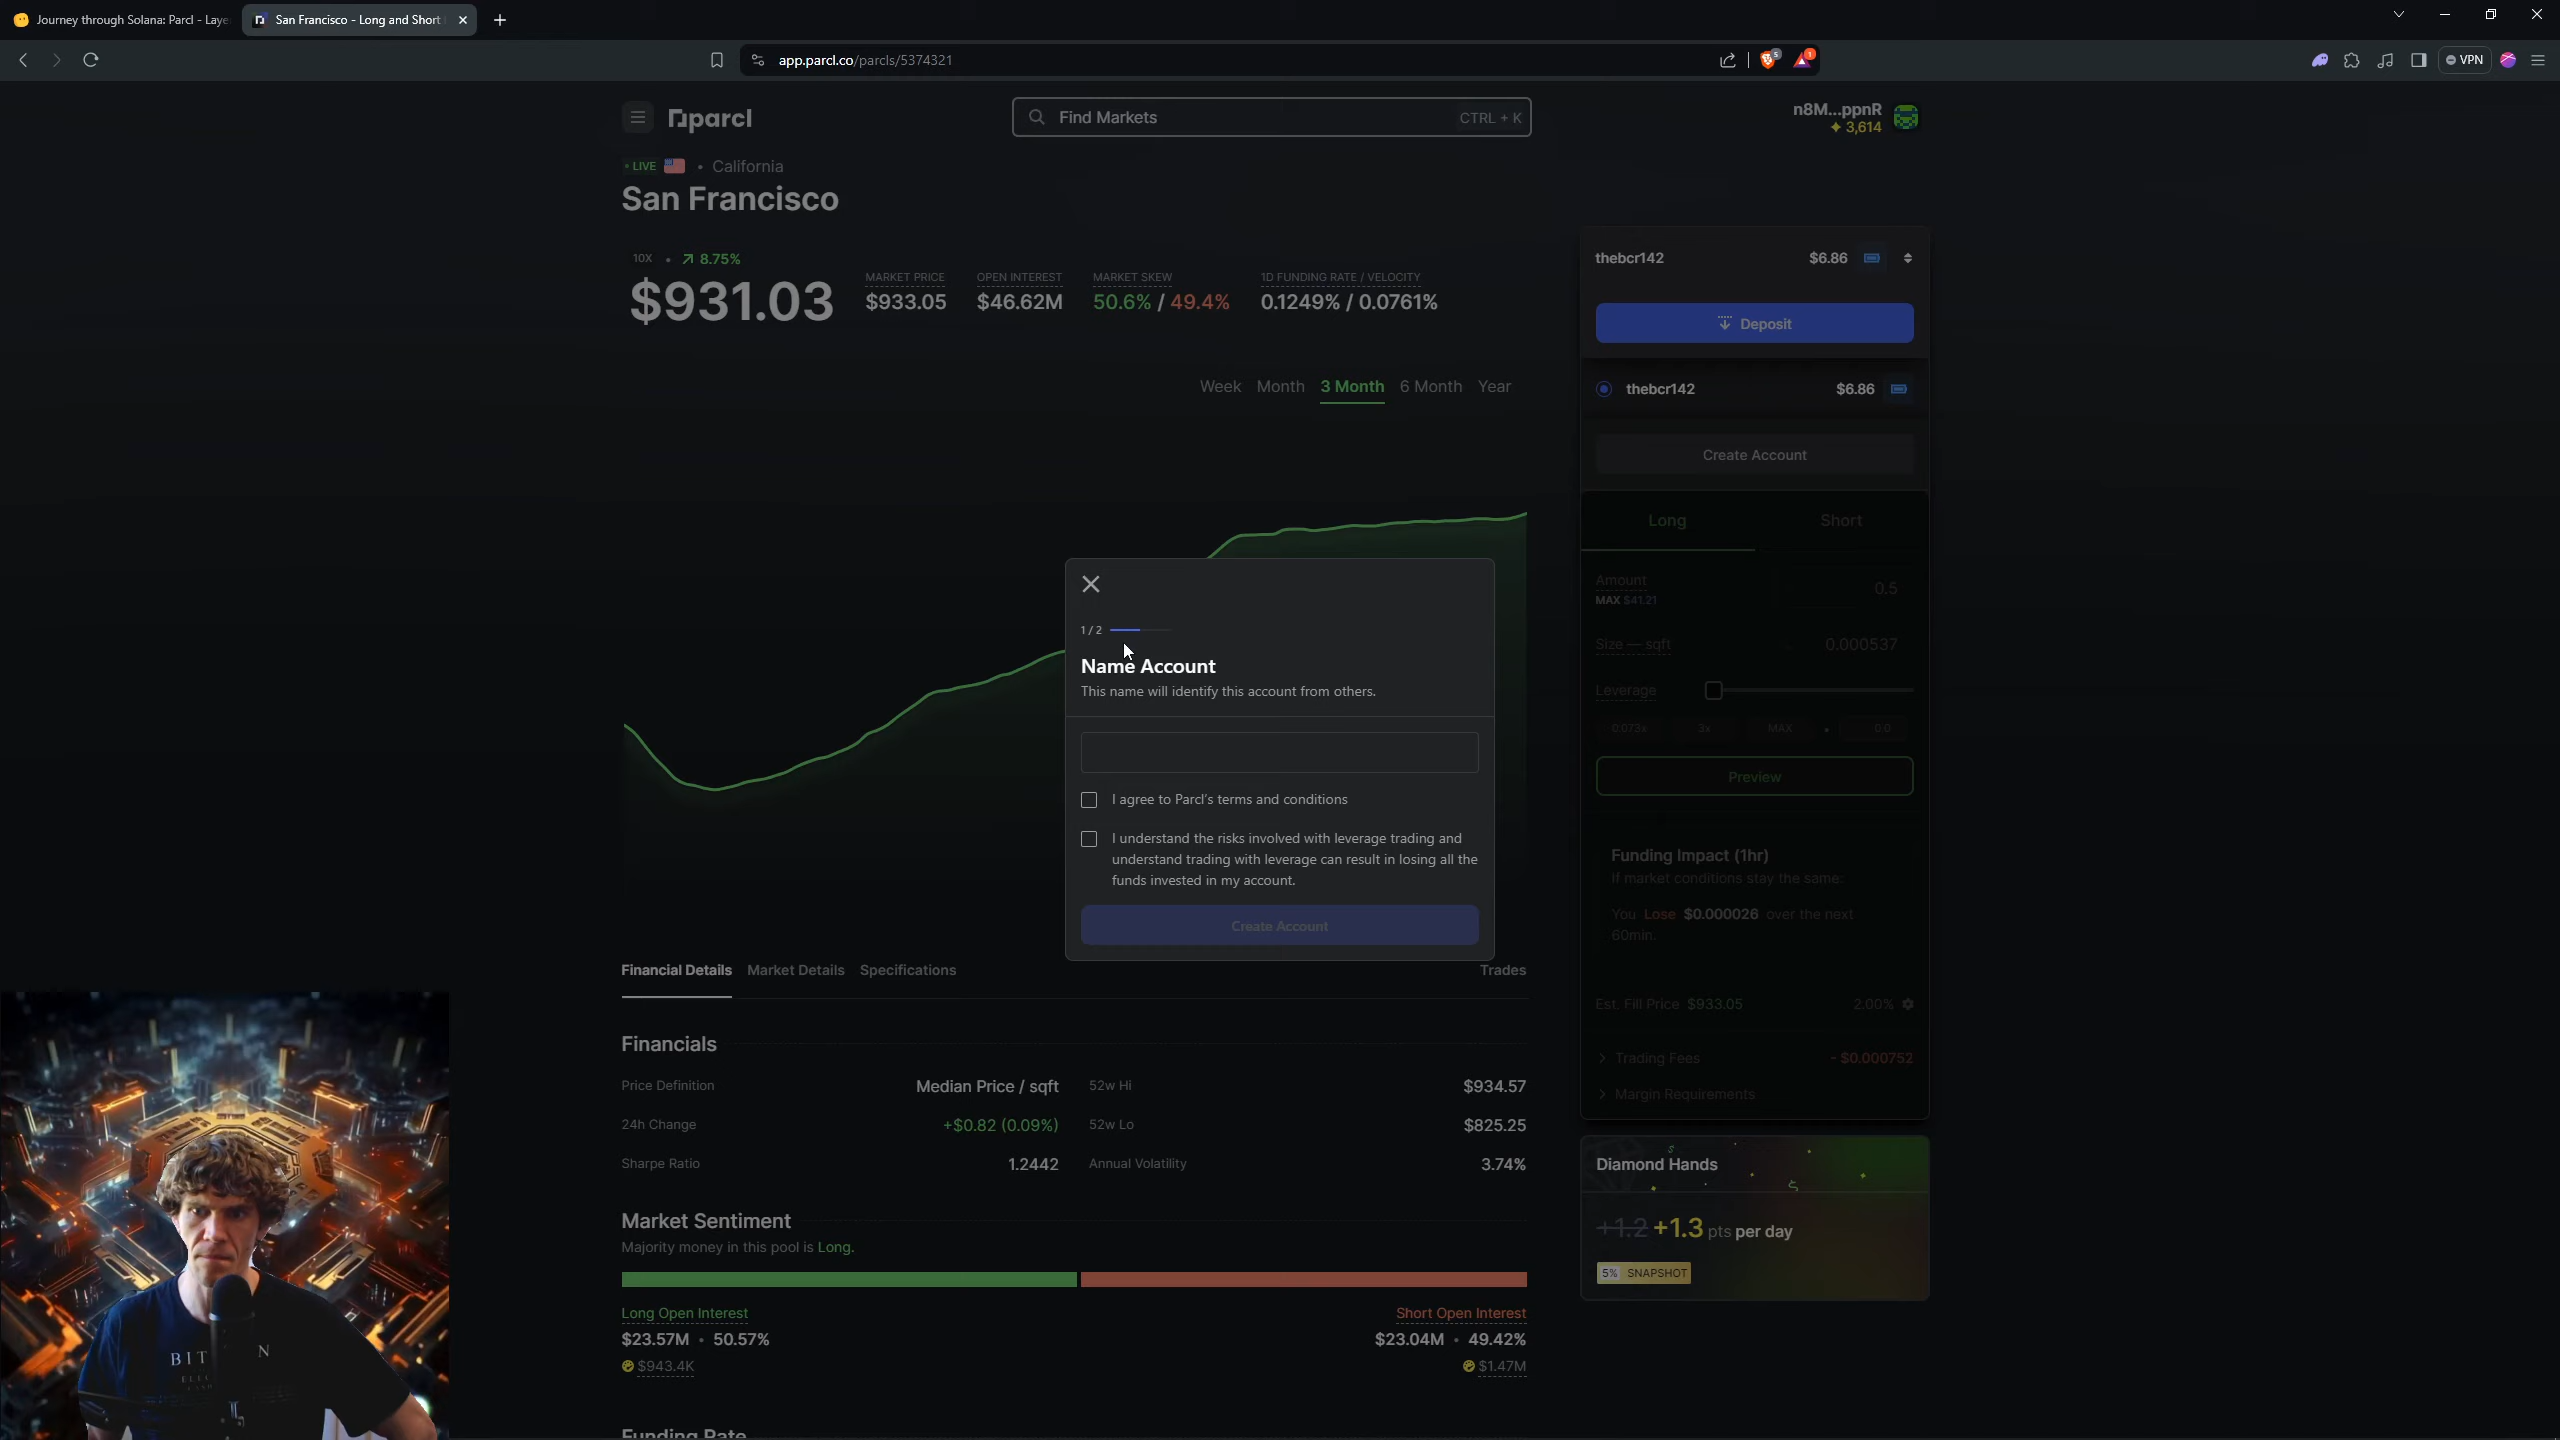 Journey through Solana: Parcl - Laye
San Francisco - Long and Short
app.parcl.co/parcls/5374321
5
1
VPN
parcl
Find Markets
CTRL + K
n8M...ppnR
3,614
LIVE • California
San Francisco
10X • 8.75%
$931.03
MARKET PRICE
$933.05
OPEN INTEREST
$46.62M
MARKET SKEW
50.6% / 49.4%
1D FUNDING RATE / VELOCITY
0.1249% / 0.0761%
Week Month 3 Month 6 Month Year
thebcr142 $6.86
Deposit
thebcr142 $6.86
Create Account
Long Short
Amount 0.5
MAX $41.21
Size — sqft 0.000537
Leverage
0.073x 3x MAX • 0.0
Preview
Funding Impact (1hr)
If market conditions stay the same:
You Lose $0.000026 over the next
60min.
Est. Fill Price $933.05 2.00%
Trading Fees - $0.000752
Margin Requirements
Diamond Hands
+1.2 +1.3 pts per day
5% SNAPSHOT
1 / 2
Name Account
This name will identify this account from others.
I agree to Parcl's terms and conditions
I understand the risks involved with leverage trading and
understand trading with leverage can result in losing all the
funds invested in my account.
Create Account
Financial Details Market Details Specifications Trades
Financials
Price Definition Median Price / sqft 52w Hi $934.57
24h Change +$0.82 (0.09%) 52w Lo $825.25
Sharpe Ratio 1.2442 Annual Volatility 3.74%
Market Sentiment
Majority money in this pool is Long.
Long Open Interest Short Open Interest
$23.57M • 50.57% $23.04M • 49.42%
$943.4K $1.47M
Funding Rate
BIT N